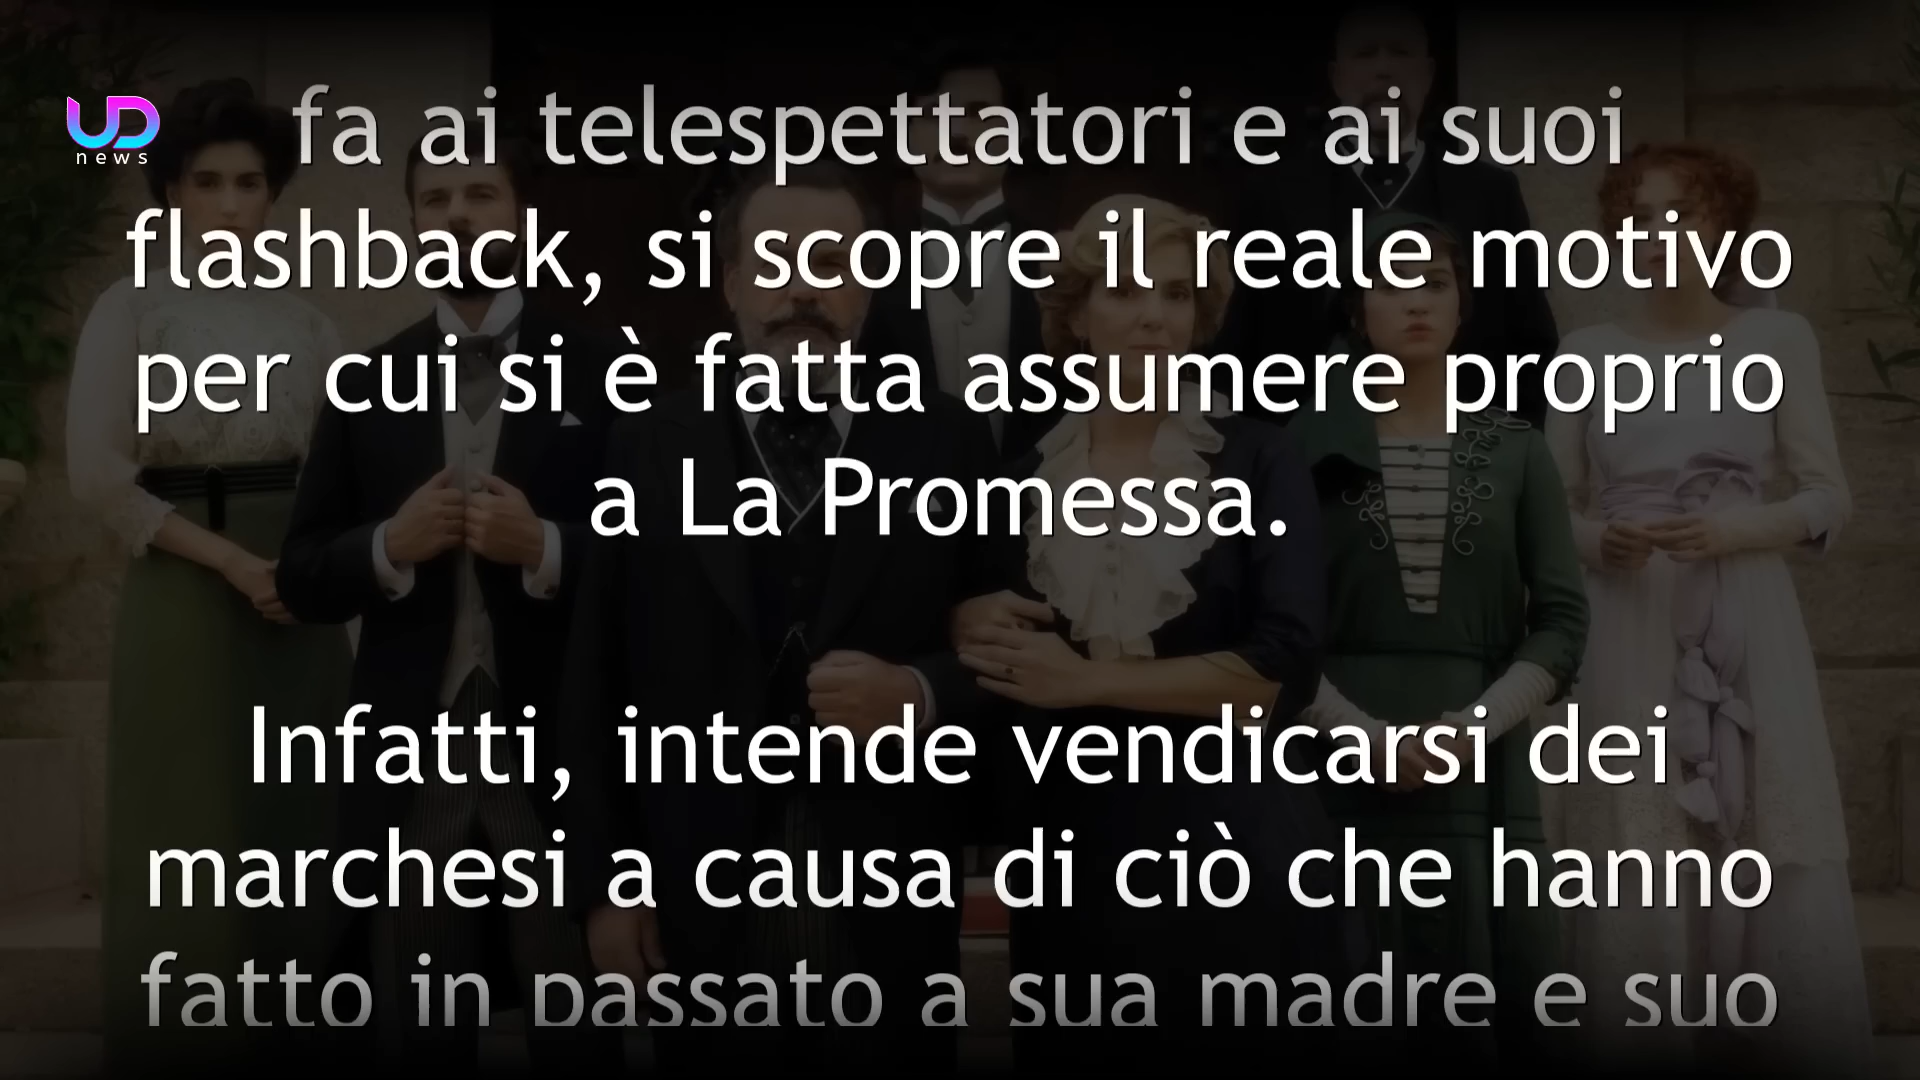 UD
news
fa ai telespettatori e ai suoi
flashback, si scopre il reale motivo
per cui si è fatta assumere proprio
a La Promessa.
Infatti, intende vendicarsi dei
marchesi a causa di ciò che hanno
fatto in passato a sua madre e suo